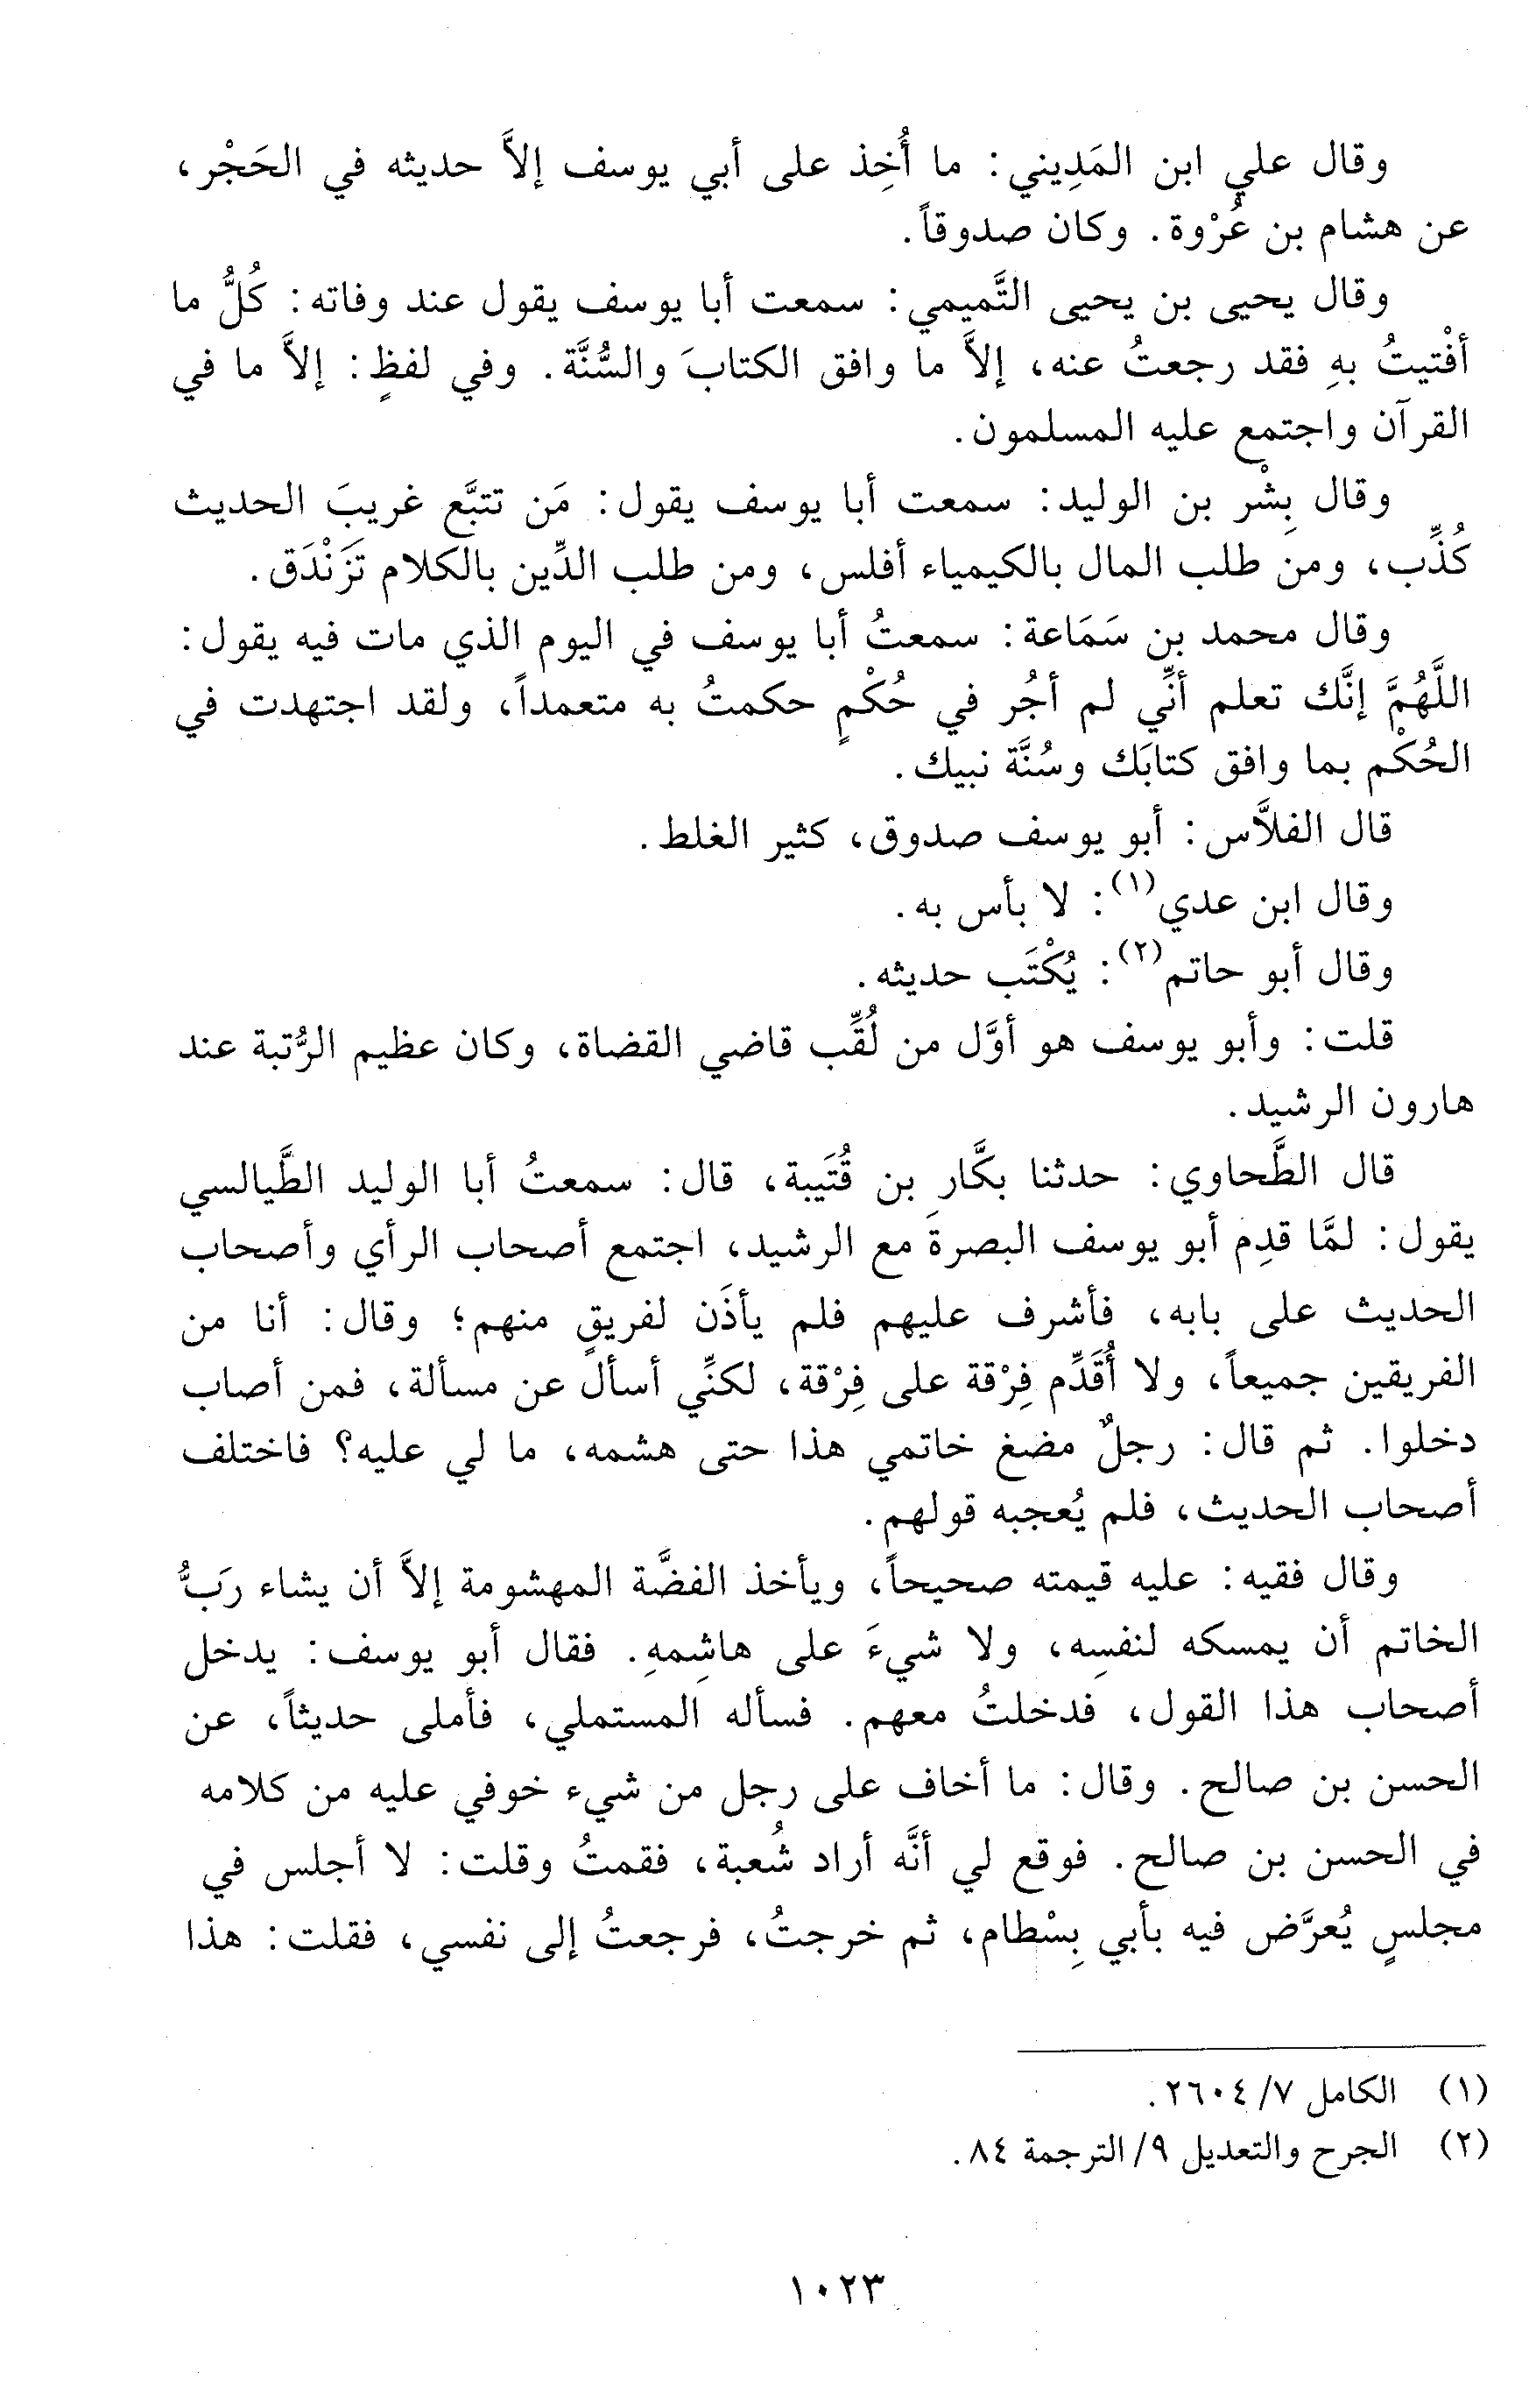 وقال علي ابن المَدِيني: ما أُخِذ على أبي يوسف إلاَّ حديثه في الحَجْر،
عن هشام بن عُرْوة. وكان صدوقاً.
وقال يحيى بن يحيى التَّميمي: سمعت أبا يوسف يقول عند وفاته: كُلُّ ما
أفْتيتُ بهِ فقد رجعتُ عنه، إلاَّ ما وافق الكتابَ والسُّنَّة. وفي لفظٍ: إلاَّ ما في
القرآن واجتمع عليه المسلمون.
وقال بِشْر بن الوليد: سمعت أبا يوسف يقول: مَن تتبَّع غريبَ الحديث
كُذِّب، ومن طلب المال بالكيمياء أفلس، ومن طلب الدِّين بالكلام تَزَنْدَق.
وقال محمد بن سَمَاعة: سمعتُ أبا يوسف في اليوم الذي مات فيه يقول:
اللَّهُمَّ إنَّك تعلم أنِّي لم أجُر في حُكْمٍ حكمتُ به متعمداً، ولقد اجتهدت في
الحُكْم بما وافق كتابَك وسُنَّة نبيك.
قال الفلاَّس: أبو يوسف صدوق، كثير الغلط.
وقال ابن عدي(١): لا بأس به.
وقال أبو حاتم(٢): يُكْتَب حديثه.
قلت: وأبو يوسف هو أوَّل من لُقِّب قاضي القضاة، وكان عظيم الرُّتبة عند
هارون الرشيد.
قال الطَّحاوي: حدثنا بكَّار بن قُتَيبة، قال: سمعتُ أبا الوليد الطَّيالسي
يقول: لمَّا قدِم أبو يوسف البصرةَ مع الرشيد، اجتمع أصحاب الرأي وأصحاب
الحديث على بابه، فأشرف عليهم فلم يأذَن لفريقٍ منهم؛ وقال: أنا من
الفريقين جميعاً، ولا أُقَدِّم فِرْقة على فِرْقة، لكنِّي أسأل عن مسألة، فمن أصاب
دخلوا. ثم قال: رجلٌ مضغ خاتمي هذا حتى هشمه، ما لي عليه؟ فاختلف
أصحاب الحديث، فلم يُعجبه قولهم.
وقال فقيه: عليه قيمته صحيحاً، ويأخذ الفضَّة المهشومة إلاَّ أن يشاء رَبُّ
الخاتم أن يمسكه لنفسِه، ولا شيءَ على هاشِمهِ. فقال أبو يوسف: يدخل
أصحاب هذا القول، فدخلتُ معهم. فسأله المستملي، فأملى حديثاً، عن
الحسن بن صالح. وقال: ما أخاف على رجل من شيء خوفي عليه من كلامه
في الحسن بن صالح. فوقع لي أنَّه أراد شُعبة، فقمتُ وقلت: لا أجلس في
مجلسٍ يُعرَّض فيه بأبي بِسْطام، ثم خرجتُ، فرجعتُ إلى نفسي، فقلت: هذا
(١) الكامل ٧/ ٢٦٠٤.
(٢) الجرح والتعديل ٩/ الترجمة ٨٤.
١٠٢٣